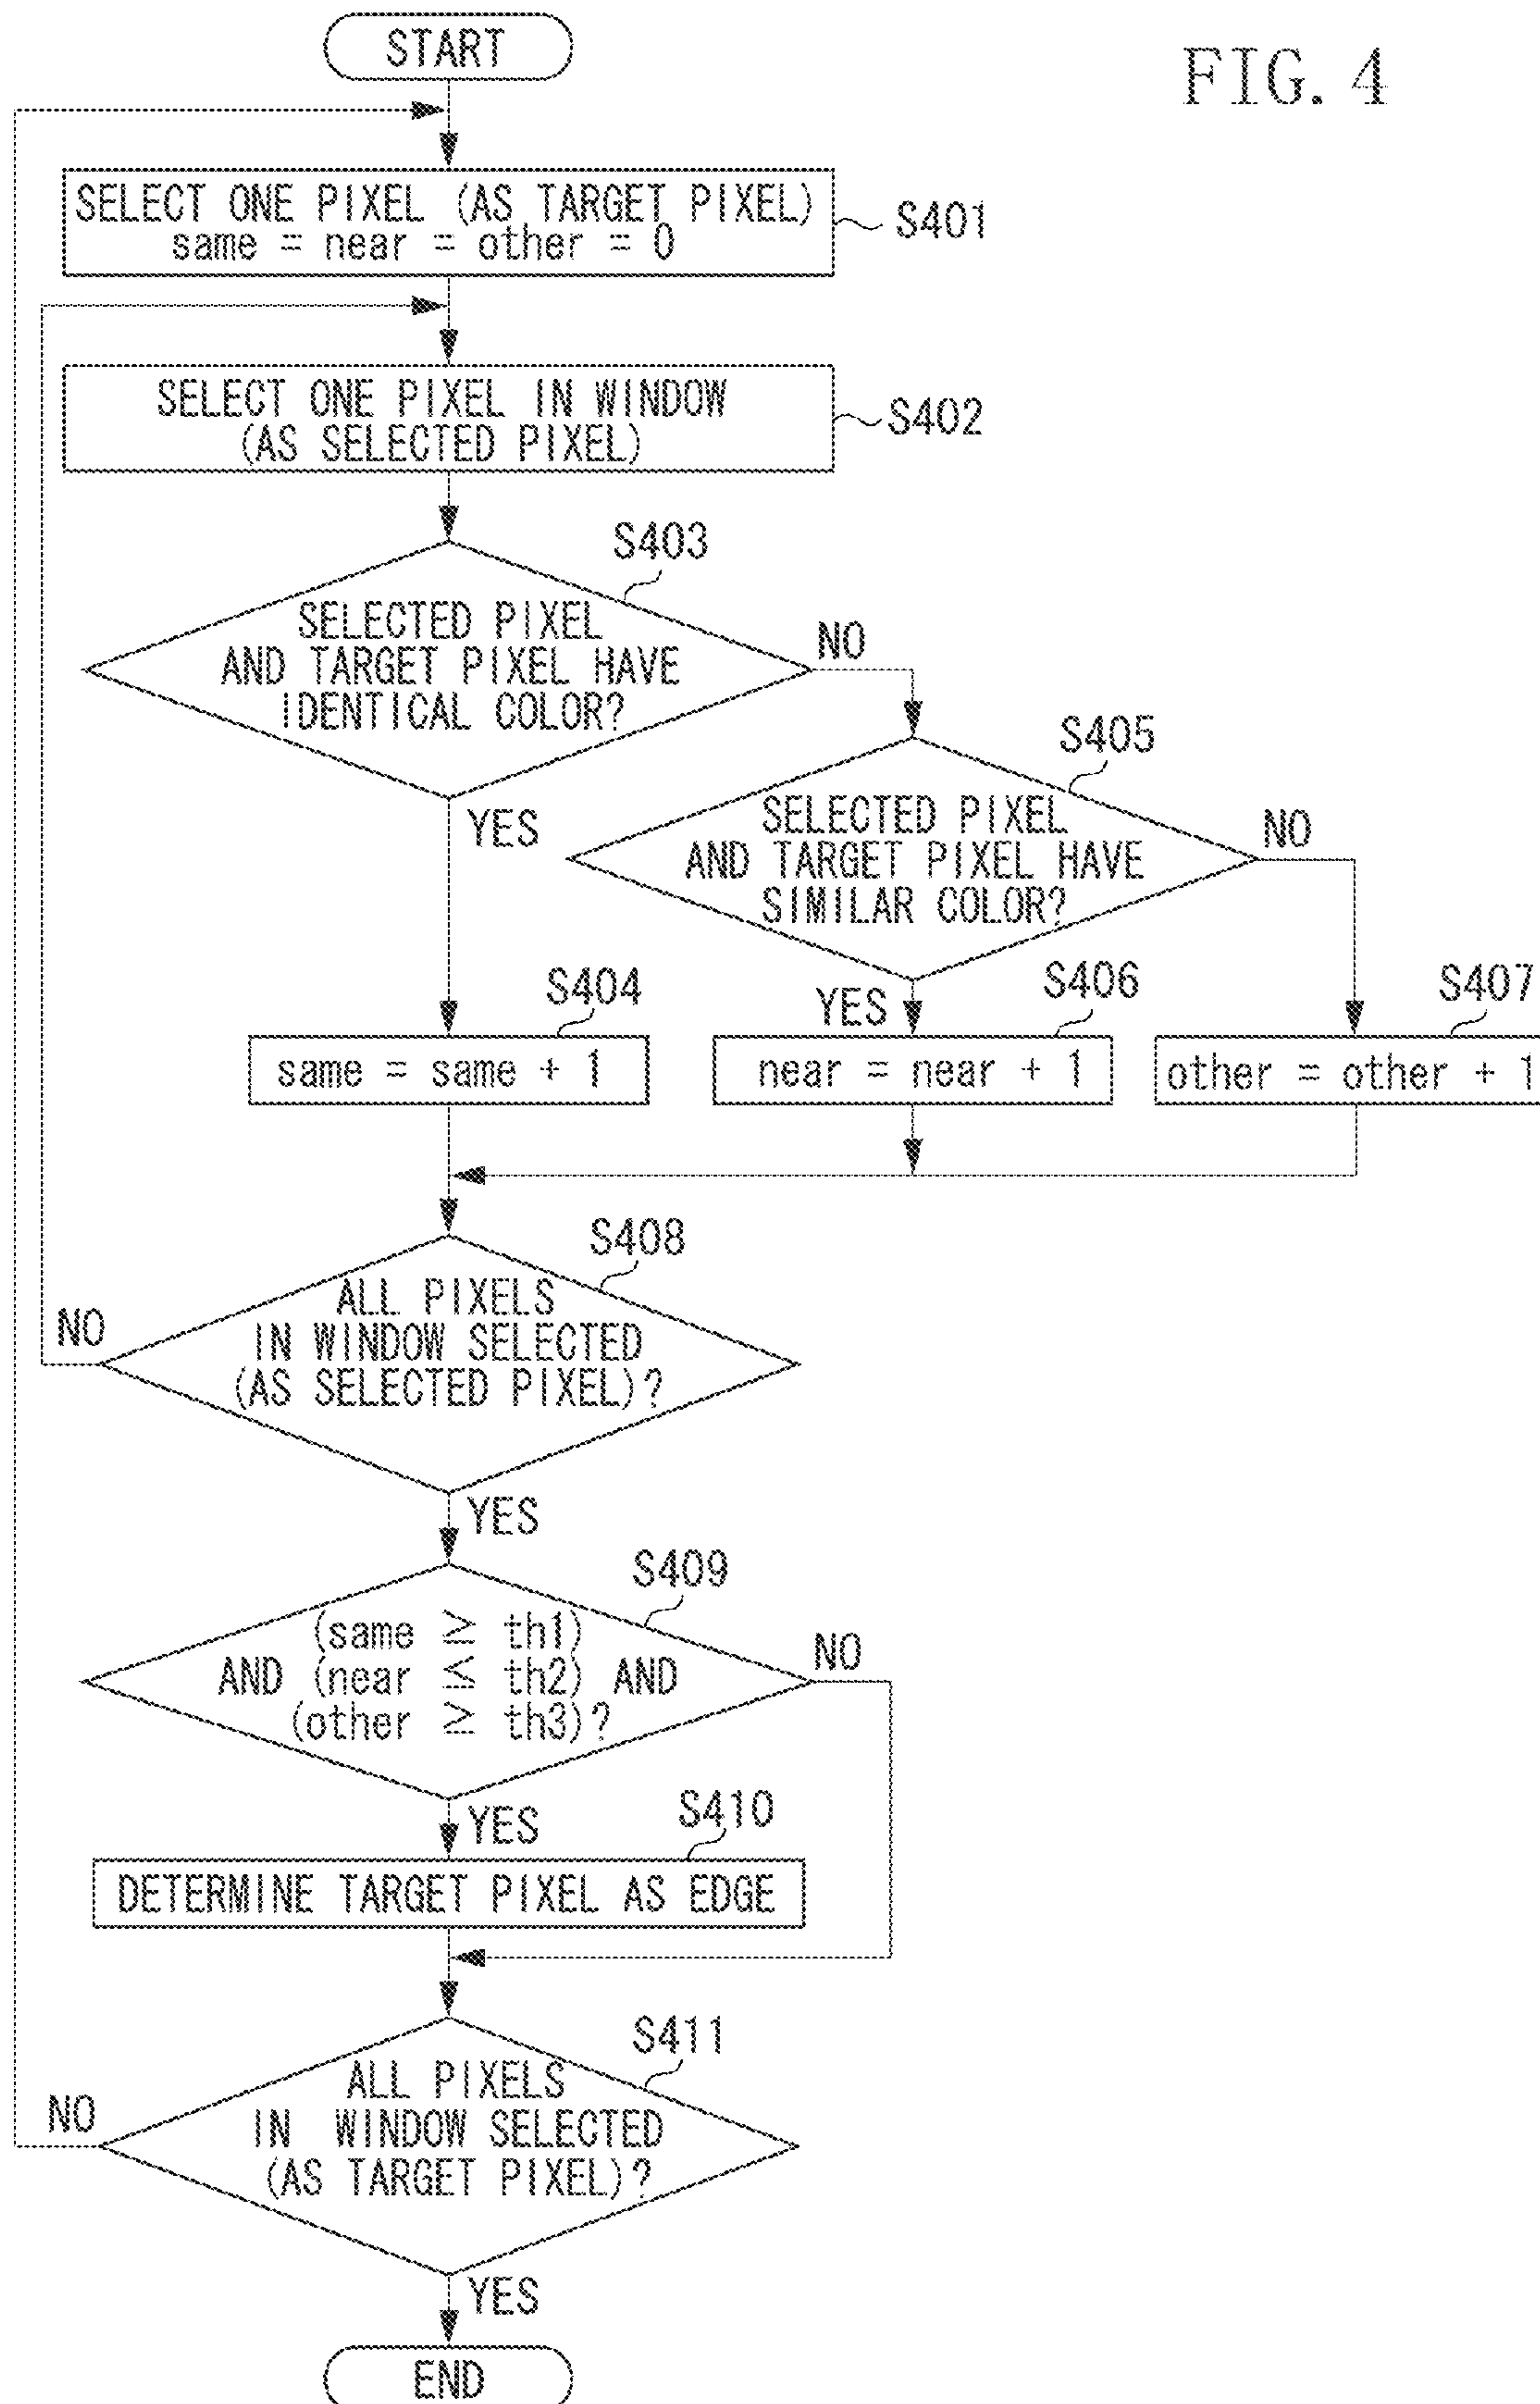 START
FIG. 4
SELECT ONE PIXEL (AS TARGET PIXEL)
same = near = other = 0
S401
SELECT ONE PIXEL IN WINDOW
(AS SELECTED PIXEL)
S402
S403
SELECTED PIXEL
AND TARGET PIXEL HAVE
IDENTICAL COLOR?
NO
YES
S405
SELECTED PIXEL
AND TARGET PIXEL HAVE
SIMILAR COLOR?
NO
YES
S404
same = same + 1
S406
near = near + 1
S407
other = other + 1
S408
ALL PIXELS
IN WINDOW SELECTED
(AS SELECTED PIXEL)?
NO
YES
S409
(same ≥ th1)
AND (near ≤ th2) AND
(other ≥ th3)?
NO
YES
S410
DETERMINE TARGET PIXEL AS EDGE
S411
ALL PIXELS
IN WINDOW SELECTED
(AS TARGET PIXEL)?
NO
YES
END